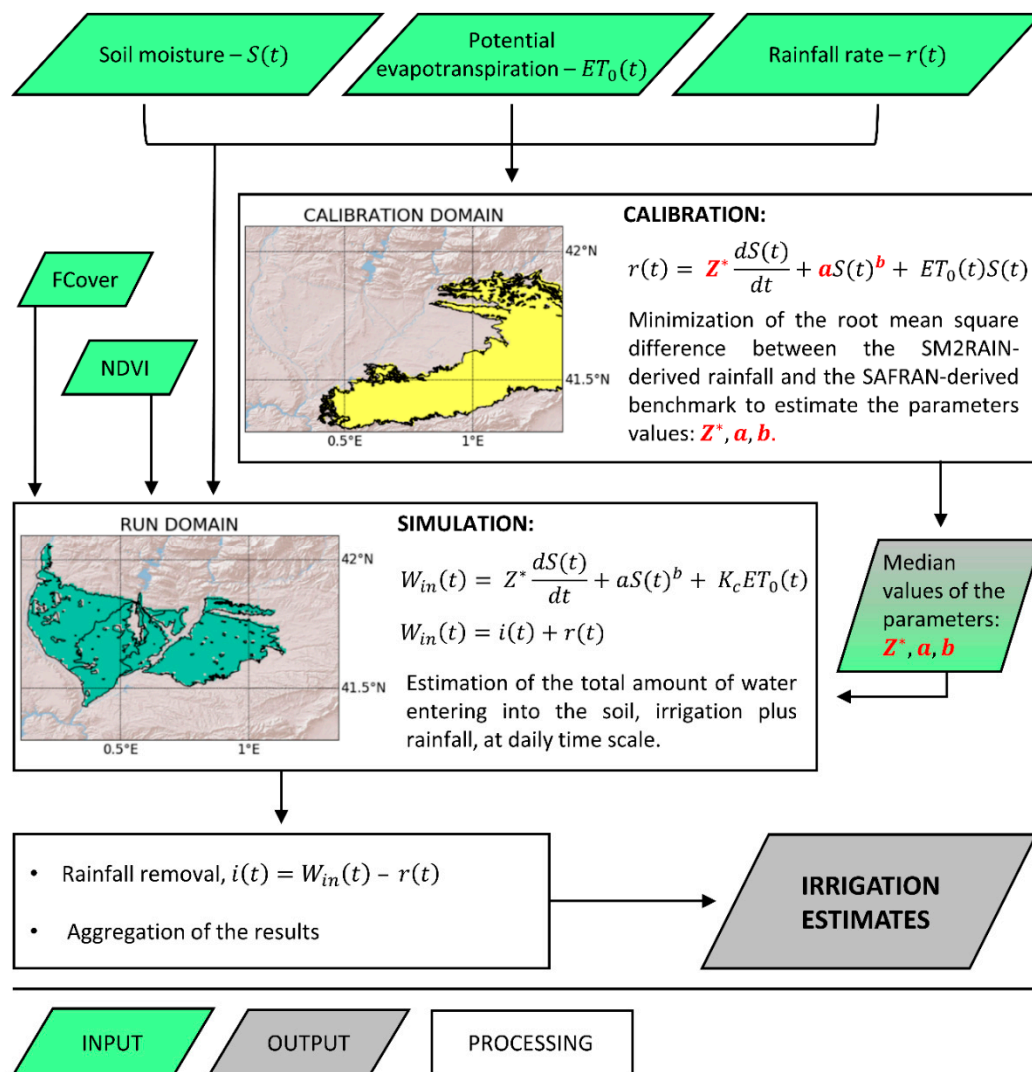 Soil moisture – S(t)
Potential
evapotranspiration – ET₀(t)
Rainfall rate – r(t)
FCover
NDVI
CALIBRATION DOMAIN
42°N
41.5°N
0.5°E
1°E
CALIBRATION:
r(t) = Z* dS(t)/dt + aS(t)ᵇ + ET₀(t)S(t)
Minimization of the root mean square
difference between the SM2RAIN-
derived rainfall and the SAFRAN-derived
benchmark to estimate the parameters
values: Z*, a, b.
RUN DOMAIN
42°N
41.5°N
0.5°E
1°E
SIMULATION:
W_in(t) = Z* dS(t)/dt + aS(t)ᵇ + K_cET₀(t)
W_in(t) = i(t) + r(t)
Estimation of the total amount of water
entering into the soil, irrigation plus
rainfall, at daily time scale.
Median
values of the
parameters:
Z*, a, b
• Rainfall removal, i(t) = W_in(t) – r(t)
• Aggregation of the results
IRRIGATION
ESTIMATES
INPUT
OUTPUT
PROCESSING